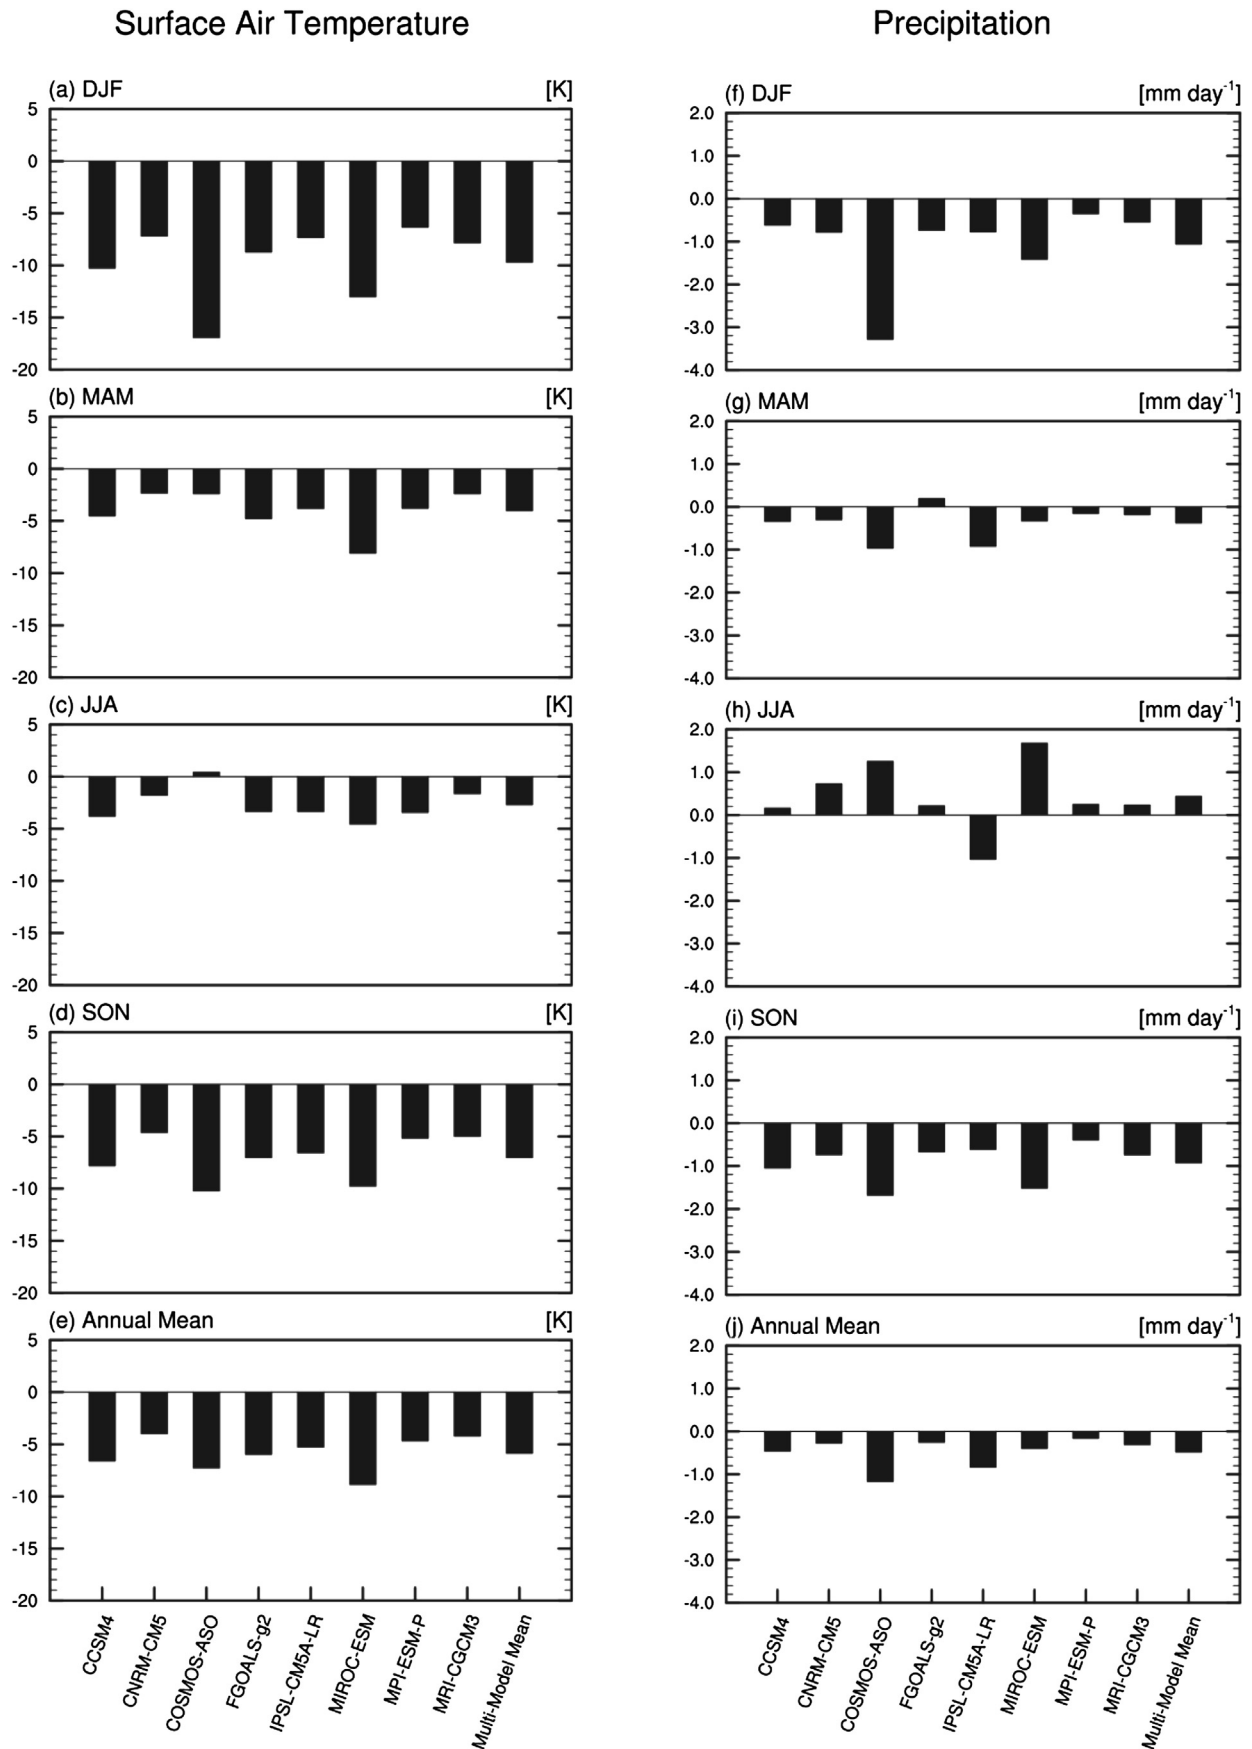 Surface Air Temperature
Precipitation
(a) DJF [K]
5
0
-5
-10
-15
-20
(b) MAM [K]
5
0
-5
-10
-15
-20
(c) JJA [K]
5
0
-5
-10
-15
-20
(d) SON [K]
5
0
-5
-10
-15
-20
(e) Annual Mean [K]
5
0
-5
-10
-15
-20
CCSM4
CNRM-CM5
COSMOS-ASO
FGOALS-g2
IPSL-CM5A-LR
MIROC-ESM
MPI-ESM-P
MRI-CGCM3
Multi-Model Mean
(f) DJF [mm day-1]
2.0
1.0
0.0
-1.0
-2.0
-3.0
-4.0
(g) MAM [mm day-1]
2.0
1.0
0.0
-1.0
-2.0
-3.0
-4.0
(h) JJA [mm day-1]
2.0
1.0
0.0
-1.0
-2.0
-3.0
-4.0
(i) SON [mm day-1]
2.0
1.0
0.0
-1.0
-2.0
-3.0
-4.0
(j) Annual Mean [mm day-1]
2.0
1.0
0.0
-1.0
-2.0
-3.0
-4.0
CCSM4
CNRM-CM5
COSMOS-ASO
FGOALS-g2
IPSL-CM5A-LR
MIROC-ESM
MPI-ESM-P
MRI-CGCM3
Multi-Model Mean